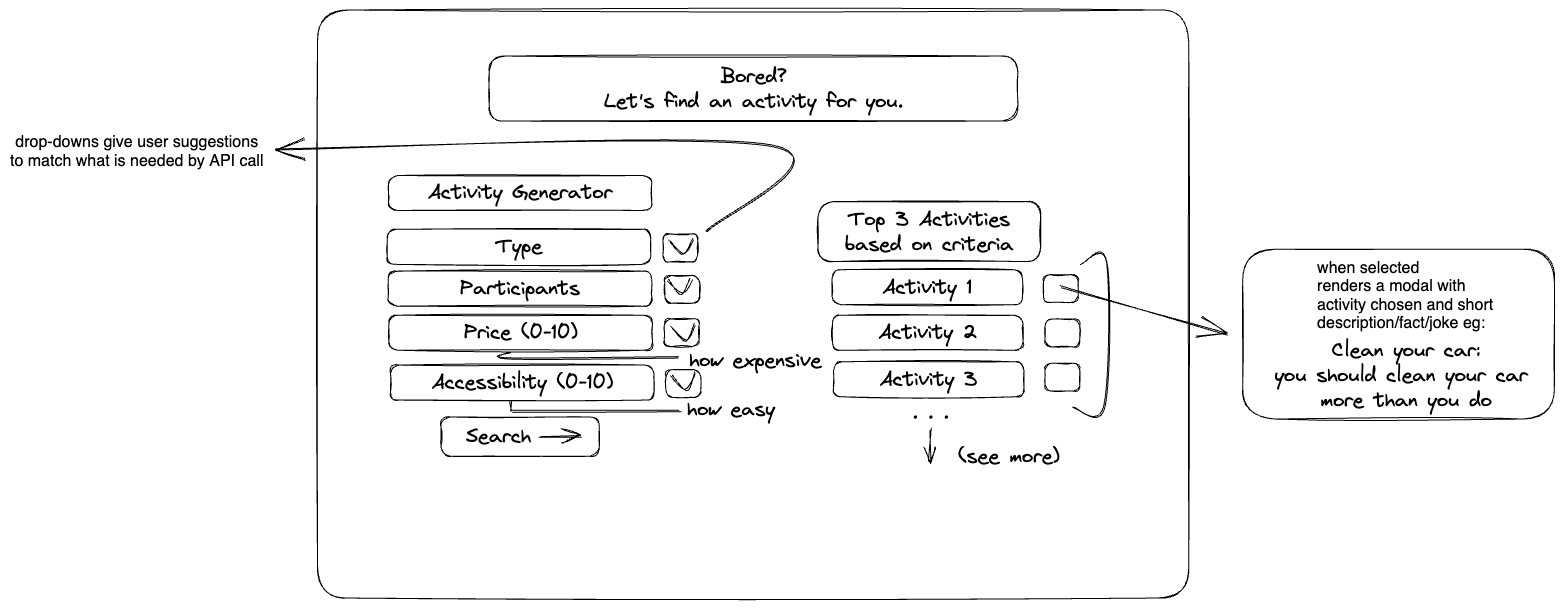 Bored?
Let's find an activity for you.
drop-downs give user suggestions
to match what is needed by API call
Activity Generator
Type
Participants
Price (0-10)
how expensive
Accessibility (0-10)
how easy
Search
Top 3 Activities
based on criteria
Activity 1
Activity 2
Activity 3
...
(see more)
when selected
renders a modal with
activity chosen and short
description/fact/joke eg:
Clean your car:
you should clean your car
more than you do